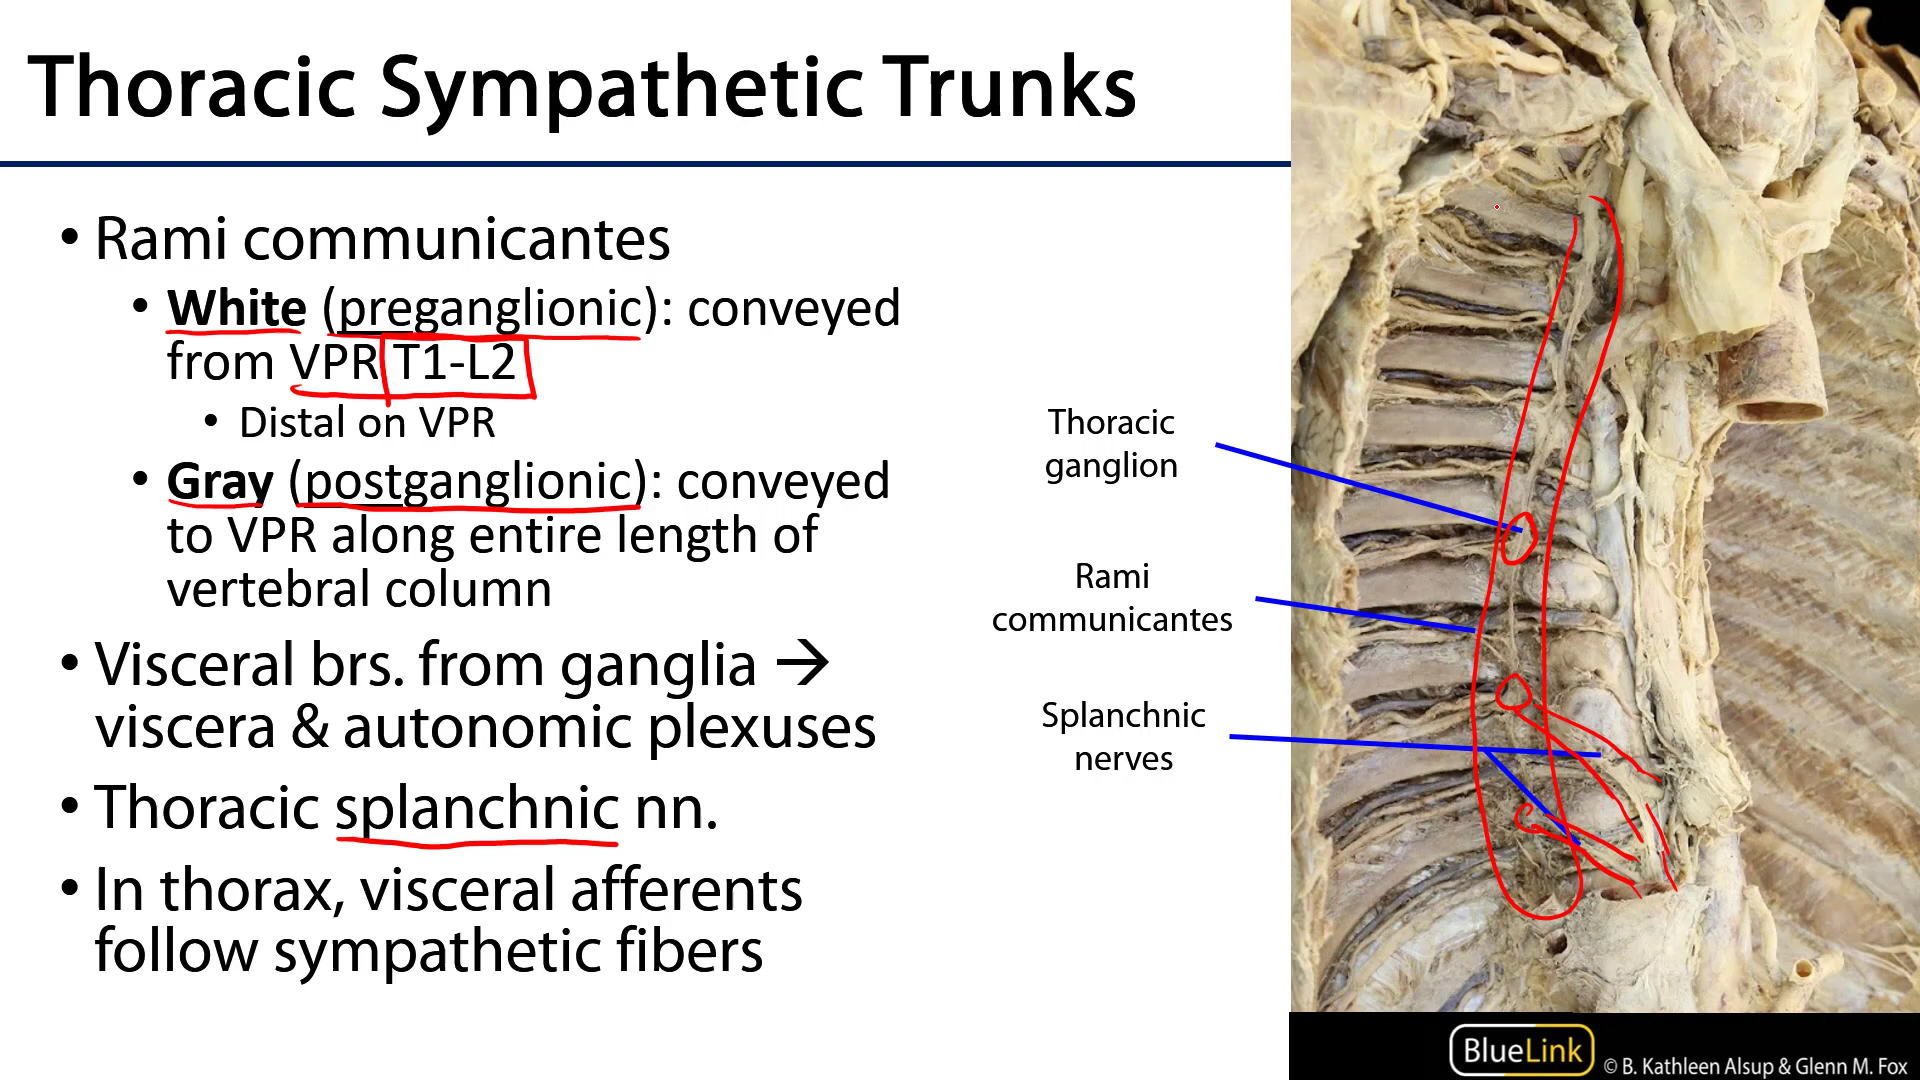 Thoracic Sympathetic Trunks
• Rami communicantes
• White (preganglionic): conveyed
from VPR T1-L2
• Distal on VPR
• Gray (postganglionic): conveyed
to VPR along entire length of
vertebral column
• Visceral brs. from ganglia →
viscera & autonomic plexuses
• Thoracic splanchnic nn.
• In thorax, visceral afferents
follow sympathetic fibers
Thoracic
ganglion
Rami
communicantes
Splanchnic
nerves
BlueLink
© B. Kathleen Alsup & Glenn M. Fox